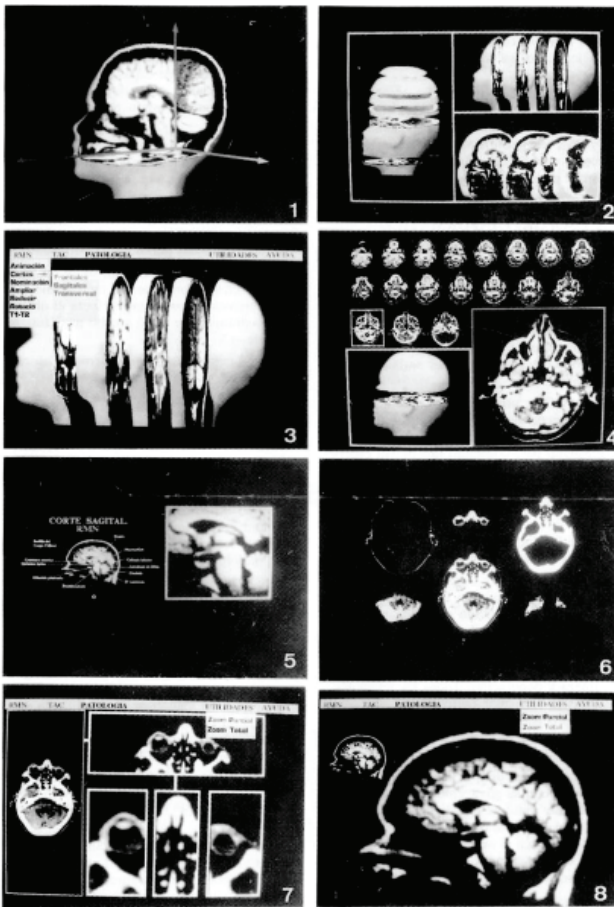 1
2
RMN TAC PATOLOGIA UTILIDADES AYUDA
Animación
Cortes → Frontales
Nominación Sagitales
Ampliar Transversal
Reducir
Rotación
T1-T2
3
4
CORTE SAGITAL
RMN
5
6
RMN TAC PATOLOGIA UTILIDADES AYUDA
Zoom Parcial
Zoom Total
7
RMN TAC PATOLOGIA UTILIDADES AYUDA
Zoom Parcial
Zoom Total
8